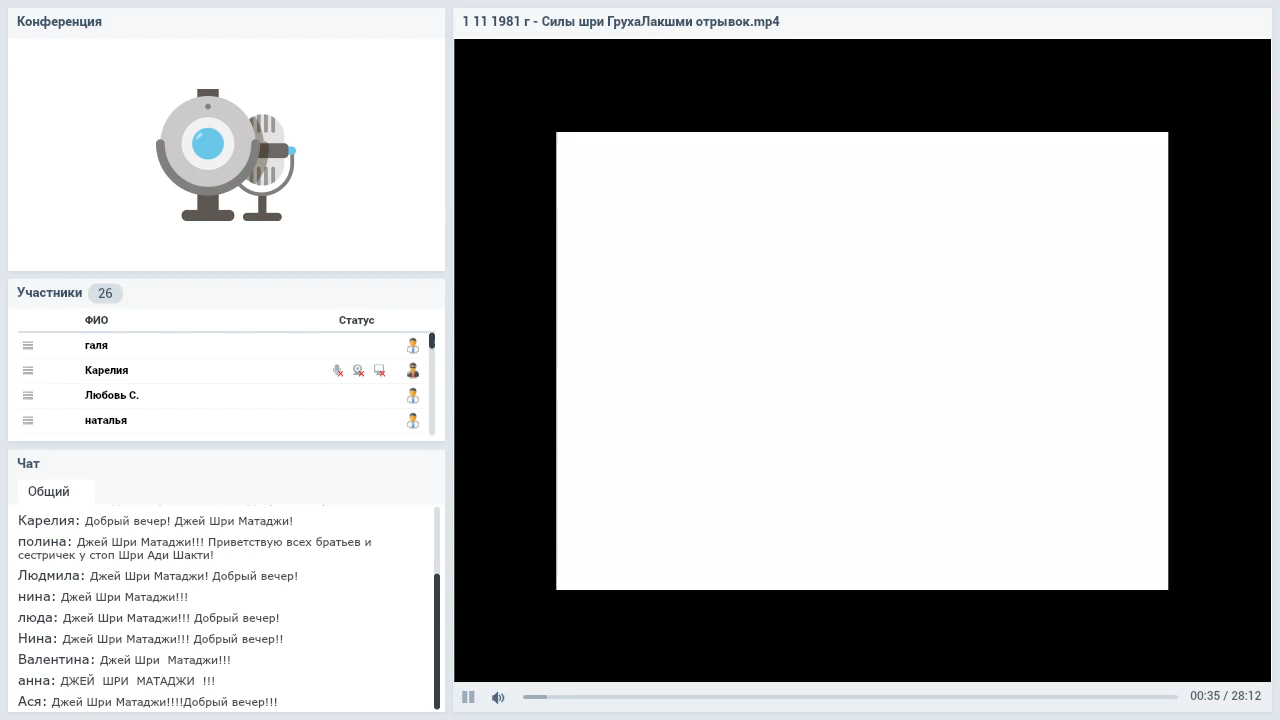 Конференция
1 11 1981 г - Силы шри ГрухаЛакшми отрывок.mp4
Участники 26
ФИО Статус
галя
Карелия
Любовь С.
наталья
Чат
Общий
Карелия: Добрый вечер! Джей Шри Матаджи!
полина: Джей Шри Матаджи!!! Приветствую всех братьев и
сестричек у стоп Шри Ади Шакти!
Людмила: Джей Шри Матаджи! Добрый вечер!
нина: Джей Шри Матаджи!!!
люда: Джей Шри Матаджи!!! Добрый вечер!
Нина: Джей Шри Матаджи!!! Добрый вечер!!
Валентина: Джей Шри  Матаджи!!!
анна: ДЖЕЙ  ШРИ  МАТАДЖИ  !!!
Ася: Джей Шри Матаджи!!!!Добрый вечер!!!
00:35 / 28:12